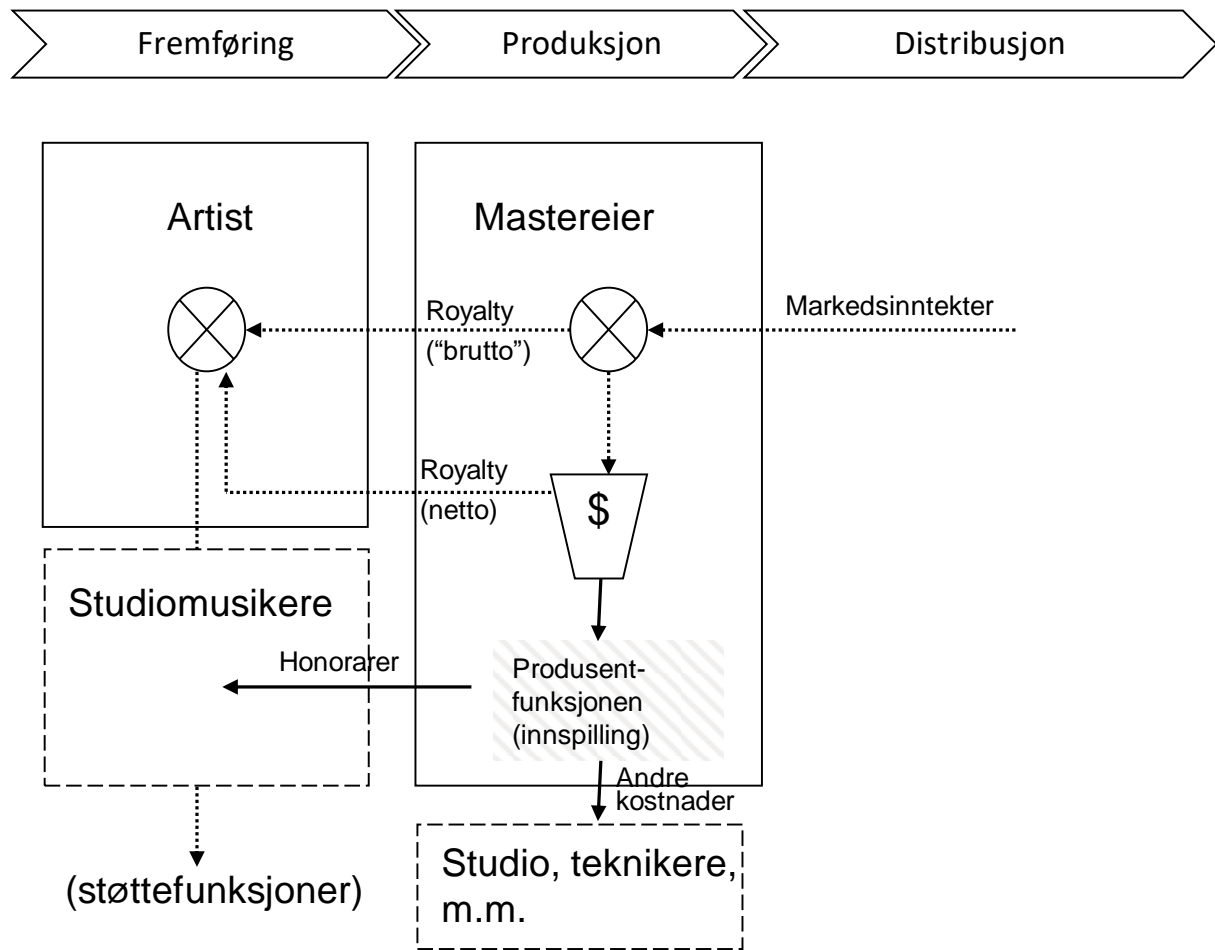 Fremføring
Produksjon
Distribusjon
Artist
Mastereier
Markedsinntekter
Royalty
(“brutto”)
Royalty
(netto)
$
Studiomusikere
Honorarer
Produsent-
funksjonen
(innspilling)
Andre
kostnader
Studio, teknikere,
m.m.
(støttefunksjoner)